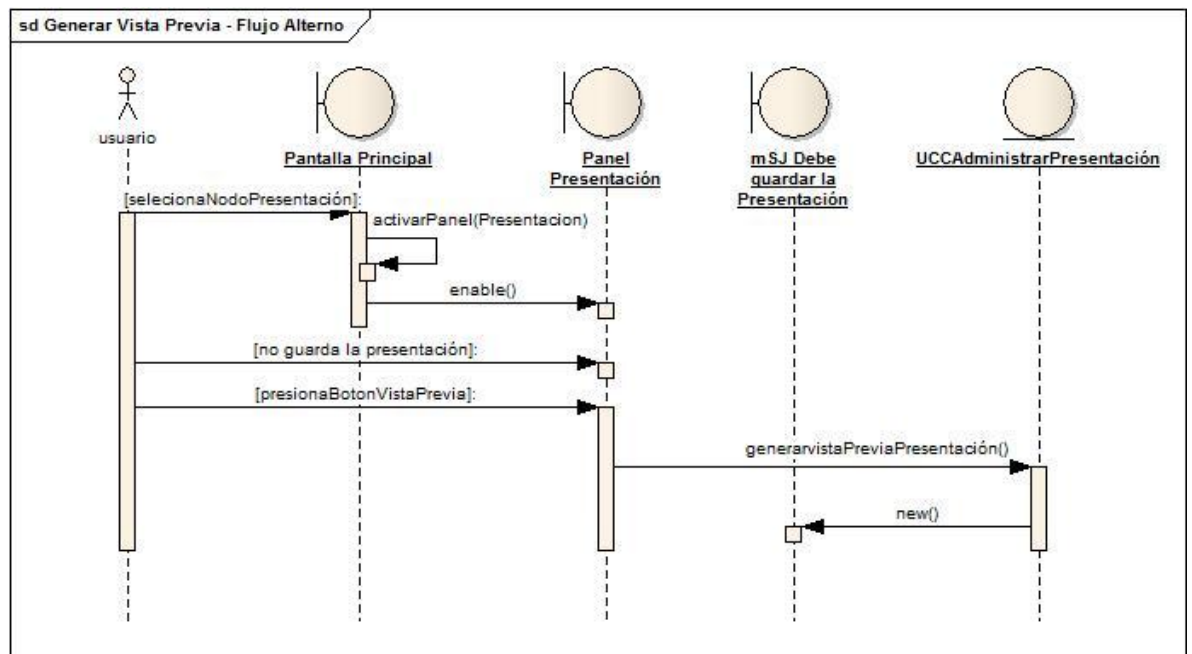 sd Generar Vista Previa - Flujo Alterno
usuario
Pantalla Principal
Panel
Presentación
mSJ Debe
guardar la
Presentación
UCCAdministrarPresentación
[selecionaNodoPresentación]:
activarPanel(Presentacion)
enable()
[no guarda la presentación]:
[presionaBotonVistaPrevia]:
generarvistaPreviaPresentación()
new()